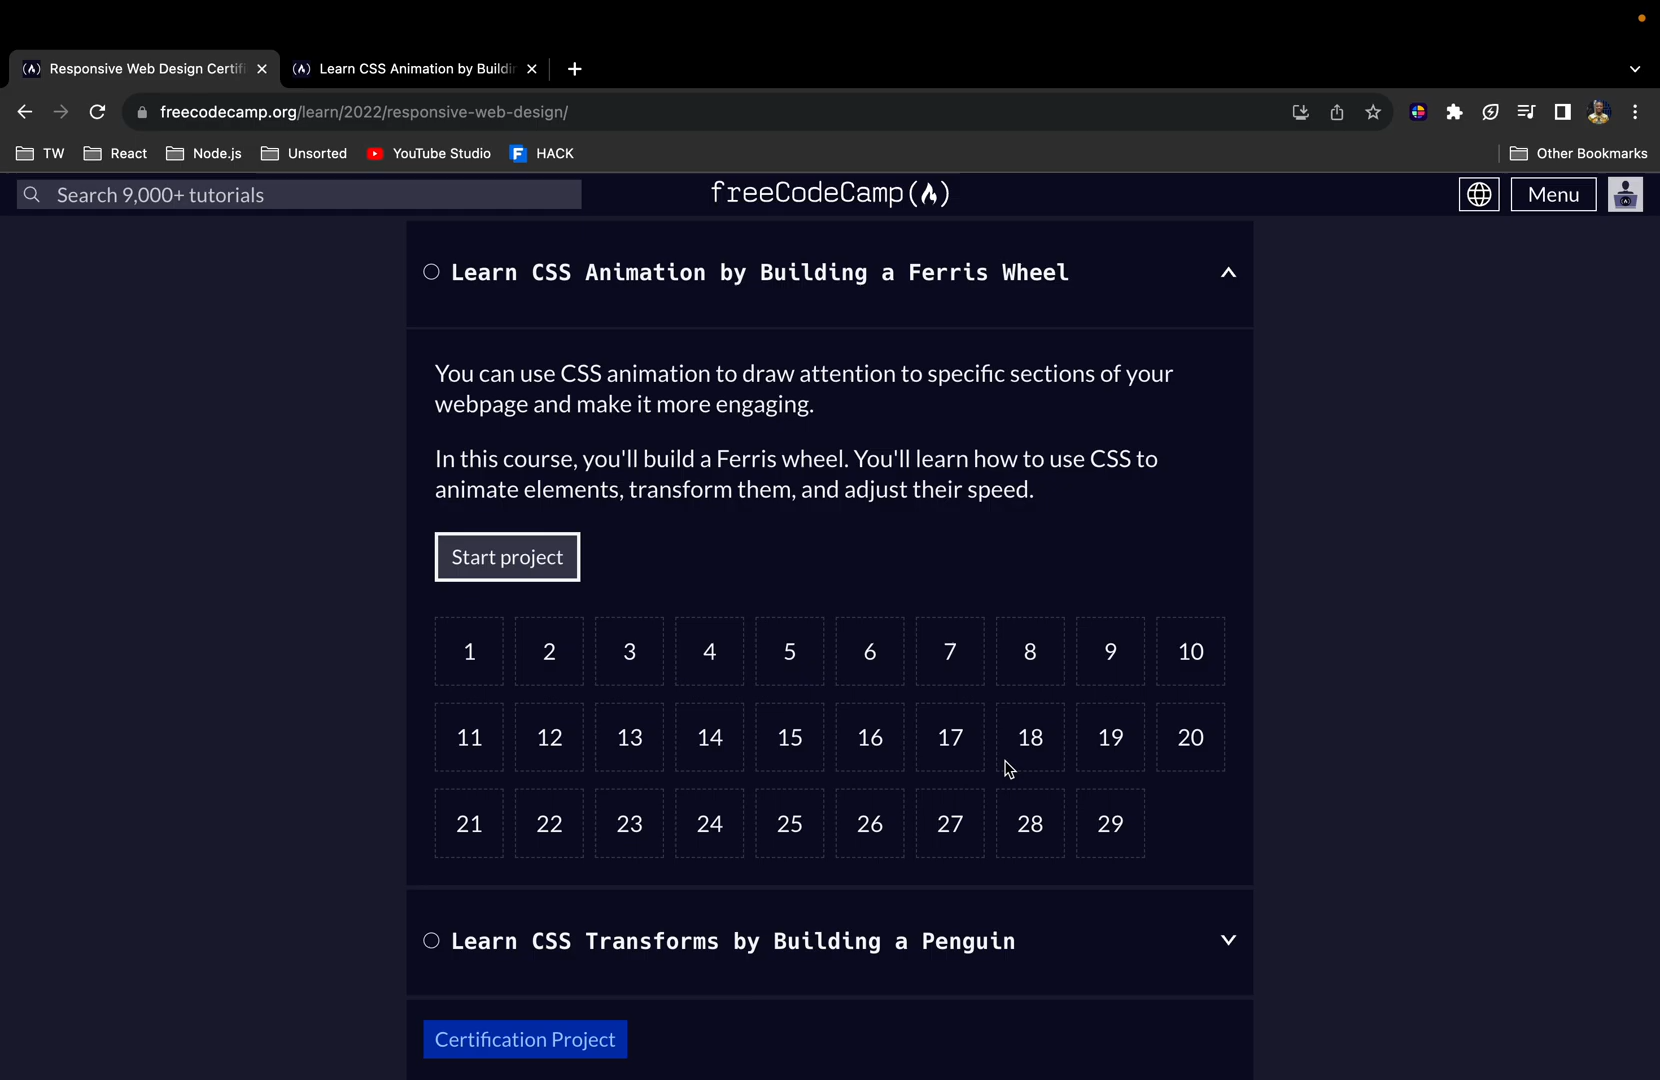 Responsive Web Design Certifi
Learn CSS Animation by Buildin
freecodecamp.org/learn/2022/responsive-web-design/
TW
React
Node.js
Unsorted
YouTube Studio
HACK
Other Bookmarks
Search 9,000+ tutorials
freeCodeCamp
Menu
Learn CSS Animation by Building a Ferris Wheel
You can use CSS animation to draw attention to specific sections of your
webpage and make it more engaging.
In this course, you'll build a Ferris wheel. You'll learn how to use CSS to
animate elements, transform them, and adjust their speed.
Start project
1 2 3 4 5 6 7 8 9 10
11 12 13 14 15 16 17 18 19 20
21 22 23 24 25 26 27 28 29
Learn CSS Transforms by Building a Penguin
Certification Project